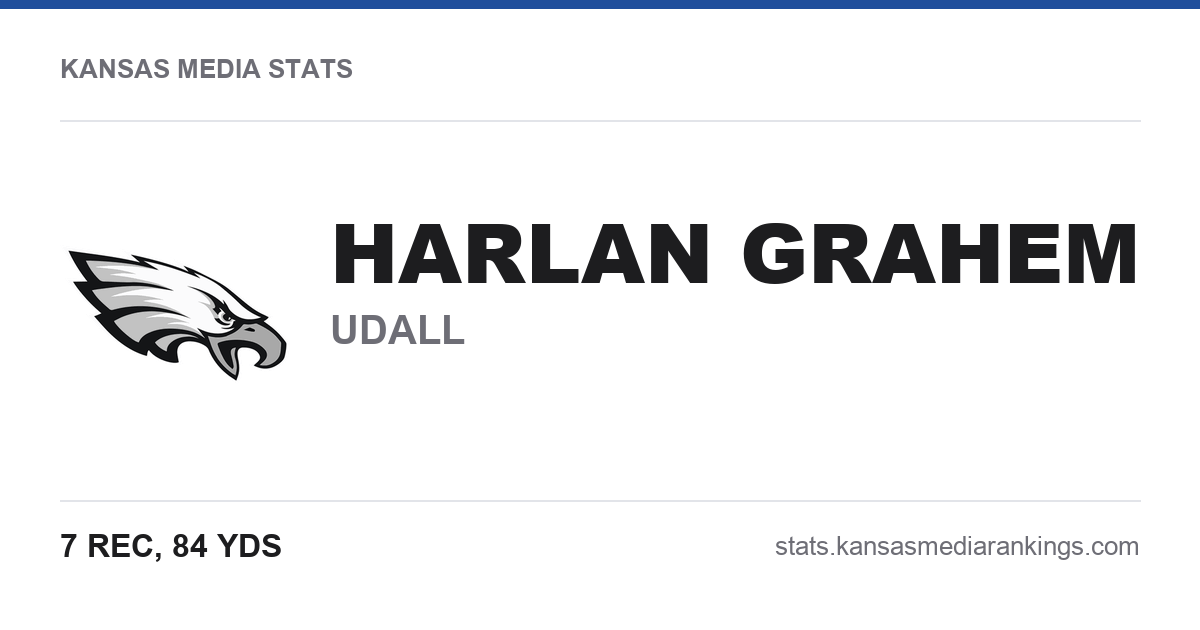 KANSAS MEDIA STATS
HARLAN GRAHEM
UDALL
7 REC, 84 YDS
stats.kansasmediarankings.com